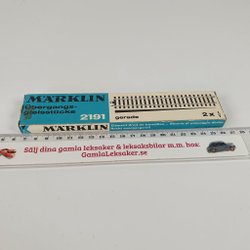 MÄRKLIN
Übergangs-
gleisstücke
2191
gerade
2 x
MÄRKLIN
Sälj dina gamla leksaker & leksaksbilar m.m. hos:
GamlaLeksaker.se